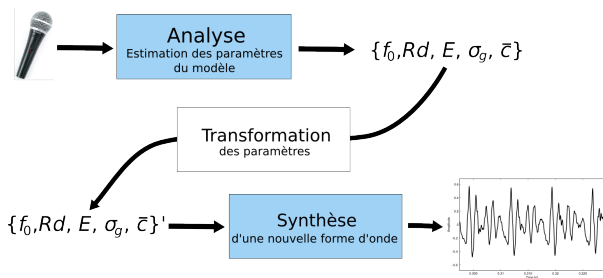 Analyse
Estimation des paramètres
du modèle
{f₀,Rd, E, σg, c̄}
Transformation
des paramètres
{f₀,Rd, E, σg, c̄}'
Synthèse
d'une nouvelle forme d'onde